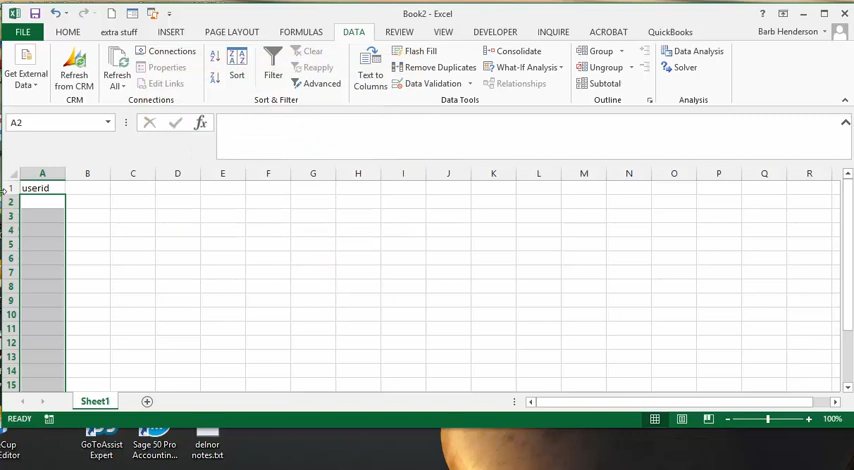 Book2 - Excel
FILE HOME extra stuff INSERT PAGE LAYOUT FORMULAS DATA REVIEW VIEW DEVELOPER INQUIRE ACROBAT QuickBooks Barb Henderson
Get External Data
Refresh from CRM
CRM
Refresh All
Connections
Properties
Edit Links
Connections
Sort
Filter
Clear
Reapply
Advanced
Sort & Filter
Text to Columns
Flash Fill
Remove Duplicates
Data Validation
Consolidate
What-If Analysis
Relationships
Data Tools
Group
Ungroup
Subtotal
Outline
Data Analysis
Solver
Analysis
A2 fx
A B C D E F G H I J K L M N O P Q R
1 userid
2
3
4
5
6
7
8
9
10
11
12
13
14
15
Sheet1
READY 100%
Cup
Editor
GoToAssist
Expert
Sage 50 Pro
Accountin...
delnor
notes.txt